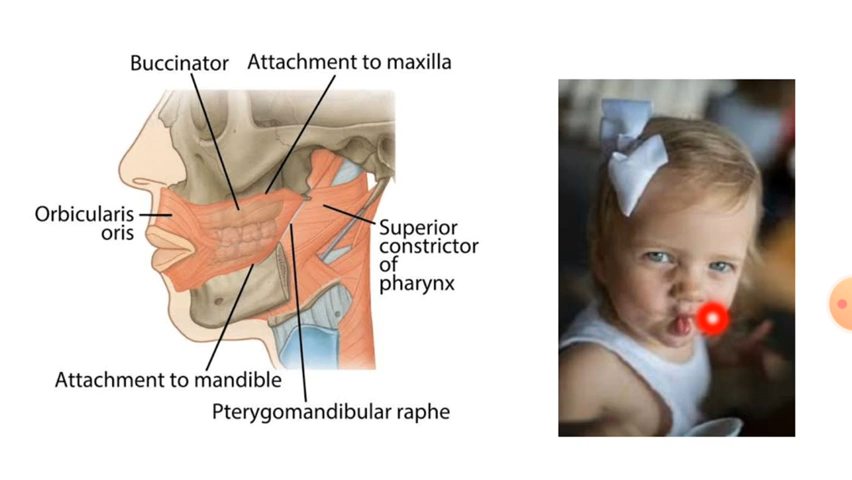 Buccinator
Attachment to maxilla
Orbicularis
oris
Superior
constrictor
of
pharynx
Attachment to mandible
Pterygomandibular raphe